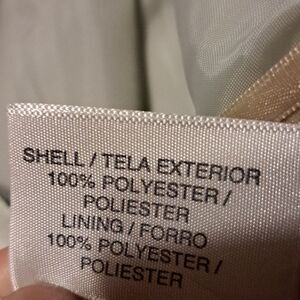 SHELL / TELA EXTERIOR
100% POLYESTER /
POLIESTER
LINING / FORRO
100% POLYESTER /
POLIESTER